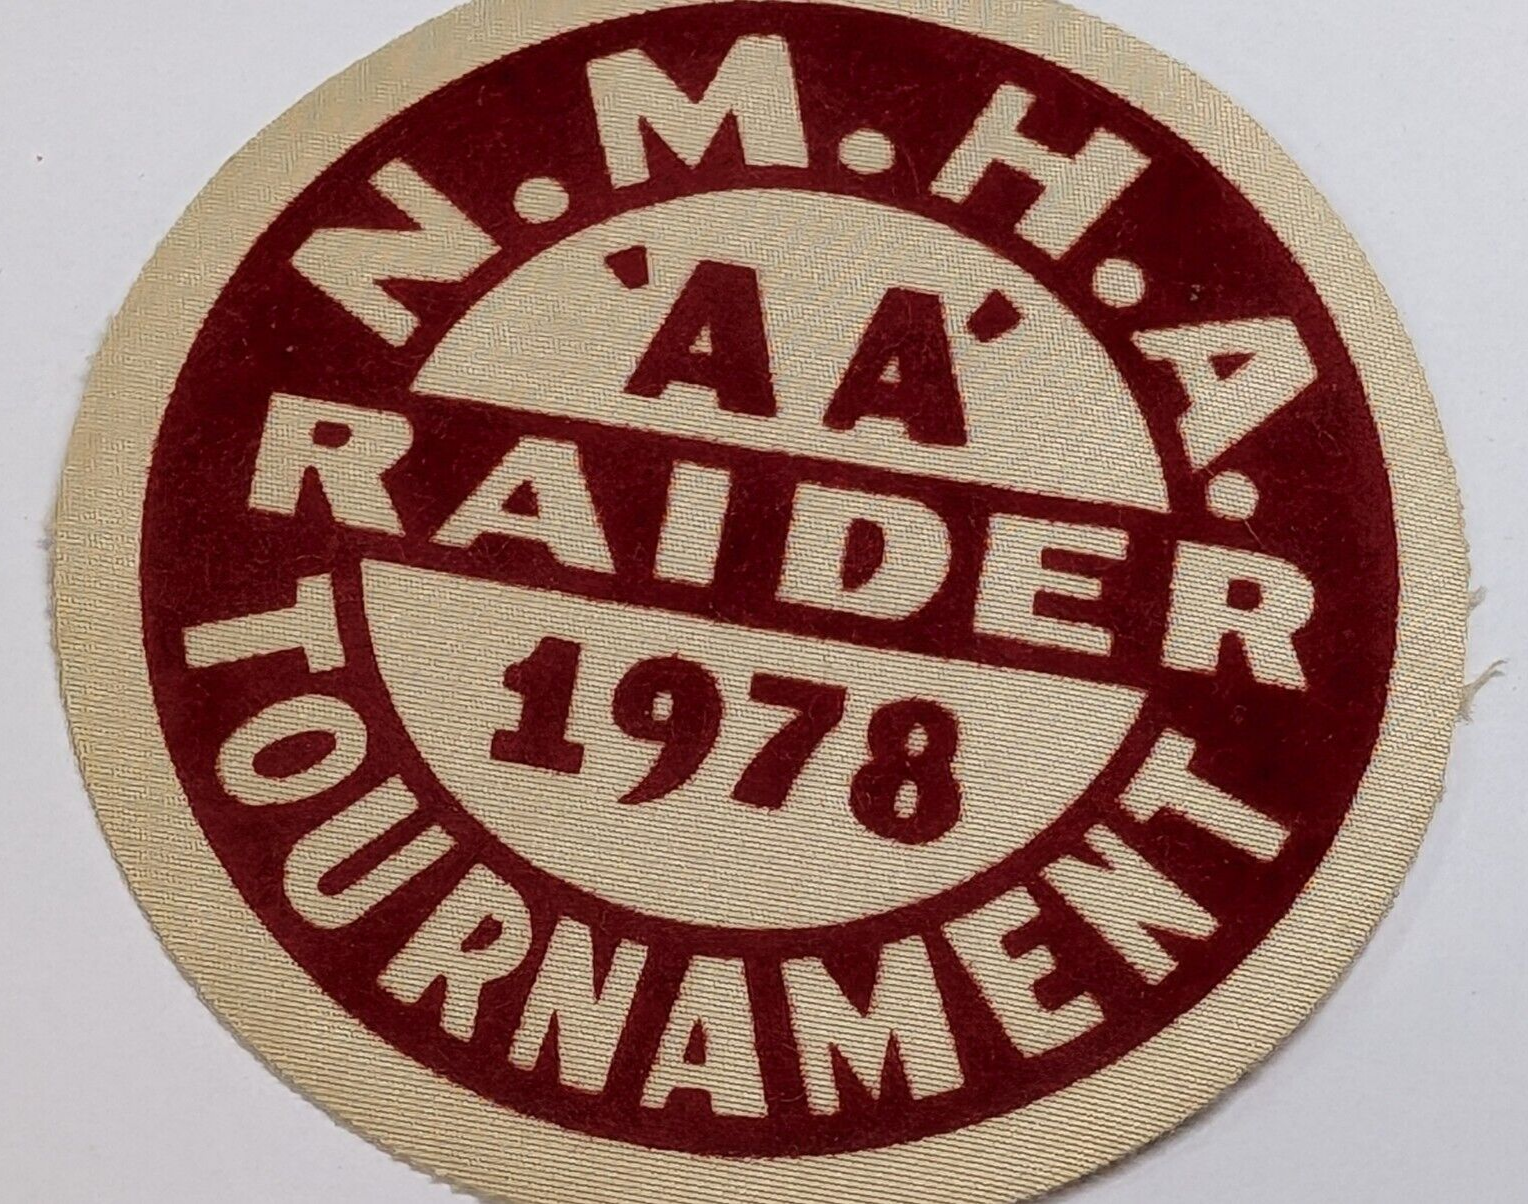 N.M.H.A.
'AA'
RAIDER
1978
TOURNAMENT